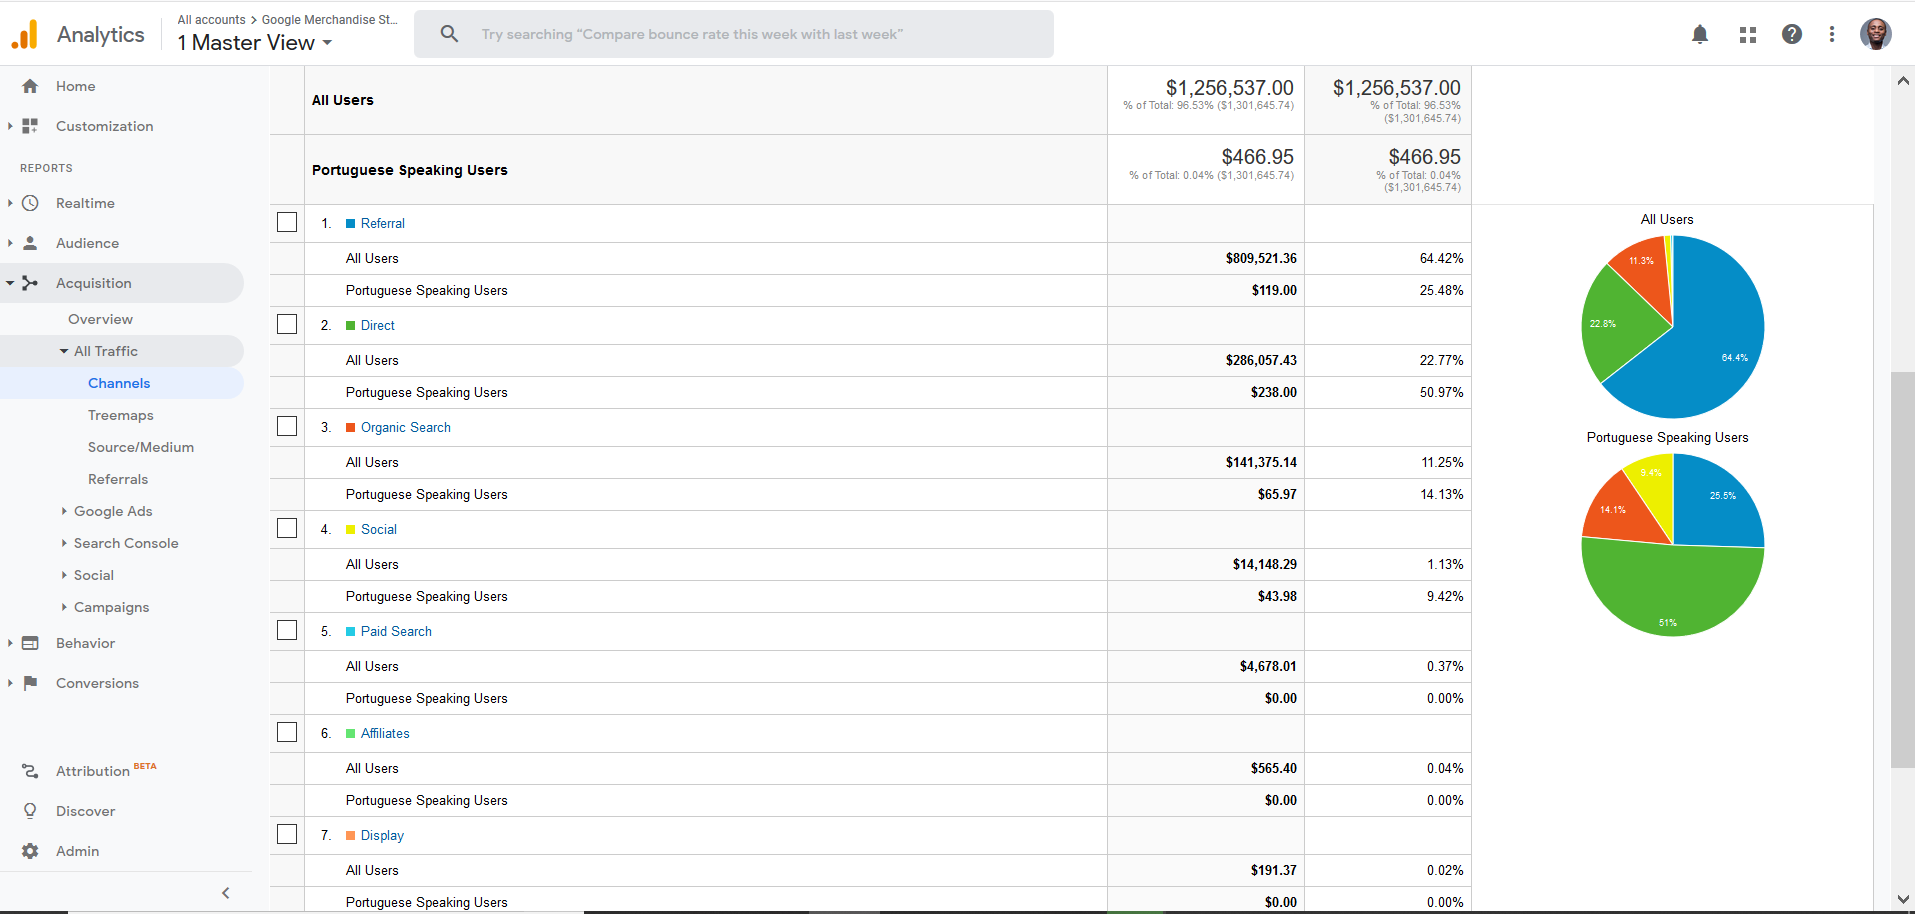 Analytics
All accounts > Google Merchandise St...
1 Master View
Try searching “Compare bounce rate this week with last week”
Home
Customization
REPORTS
Realtime
Audience
Acquisition
Overview
All Traffic
Channels
Treemaps
Source/Medium
Referrals
Google Ads
Search Console
Social
Campaigns
Behavior
Conversions
Attribution BETA
Discover
Admin
All Users
$1,256,537.00
% of Total: 96.53% ($1,301,645.74)
$1,256,537.00
% of Total: 96.53%
($1,301,645.74)
Portuguese Speaking Users
$466.95
% of Total: 0.04% ($1,301,645.74)
$466.95
% of Total: 0.04%
($1,301,645.74)
1. Referral
All Users $809,521.36 64.42%
Portuguese Speaking Users $119.00 25.48%
2. Direct
All Users $286,057.43 22.77%
Portuguese Speaking Users $238.00 50.97%
3. Organic Search
All Users $141,375.14 11.25%
Portuguese Speaking Users $65.97 14.13%
4. Social
All Users $14,148.29 1.13%
Portuguese Speaking Users $43.98 9.42%
5. Paid Search
All Users $4,678.01 0.37%
Portuguese Speaking Users $0.00 0.00%
6. Affiliates
All Users $565.40 0.04%
Portuguese Speaking Users $0.00 0.00%
7. Display
All Users $191.37 0.02%
Portuguese Speaking Users $0.00 0.00%
All Users
11.3%
22.8%
64.4%
Portuguese Speaking Users
9.4%
25.5%
14.1%
51%